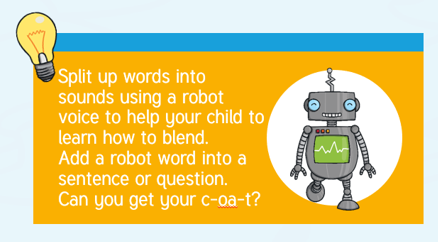 Split up words into
sounds using a robot
voice to help your child to
learn how to blend.
Add a robot word into a
sentence or question.
Can you get your c-oa-t?